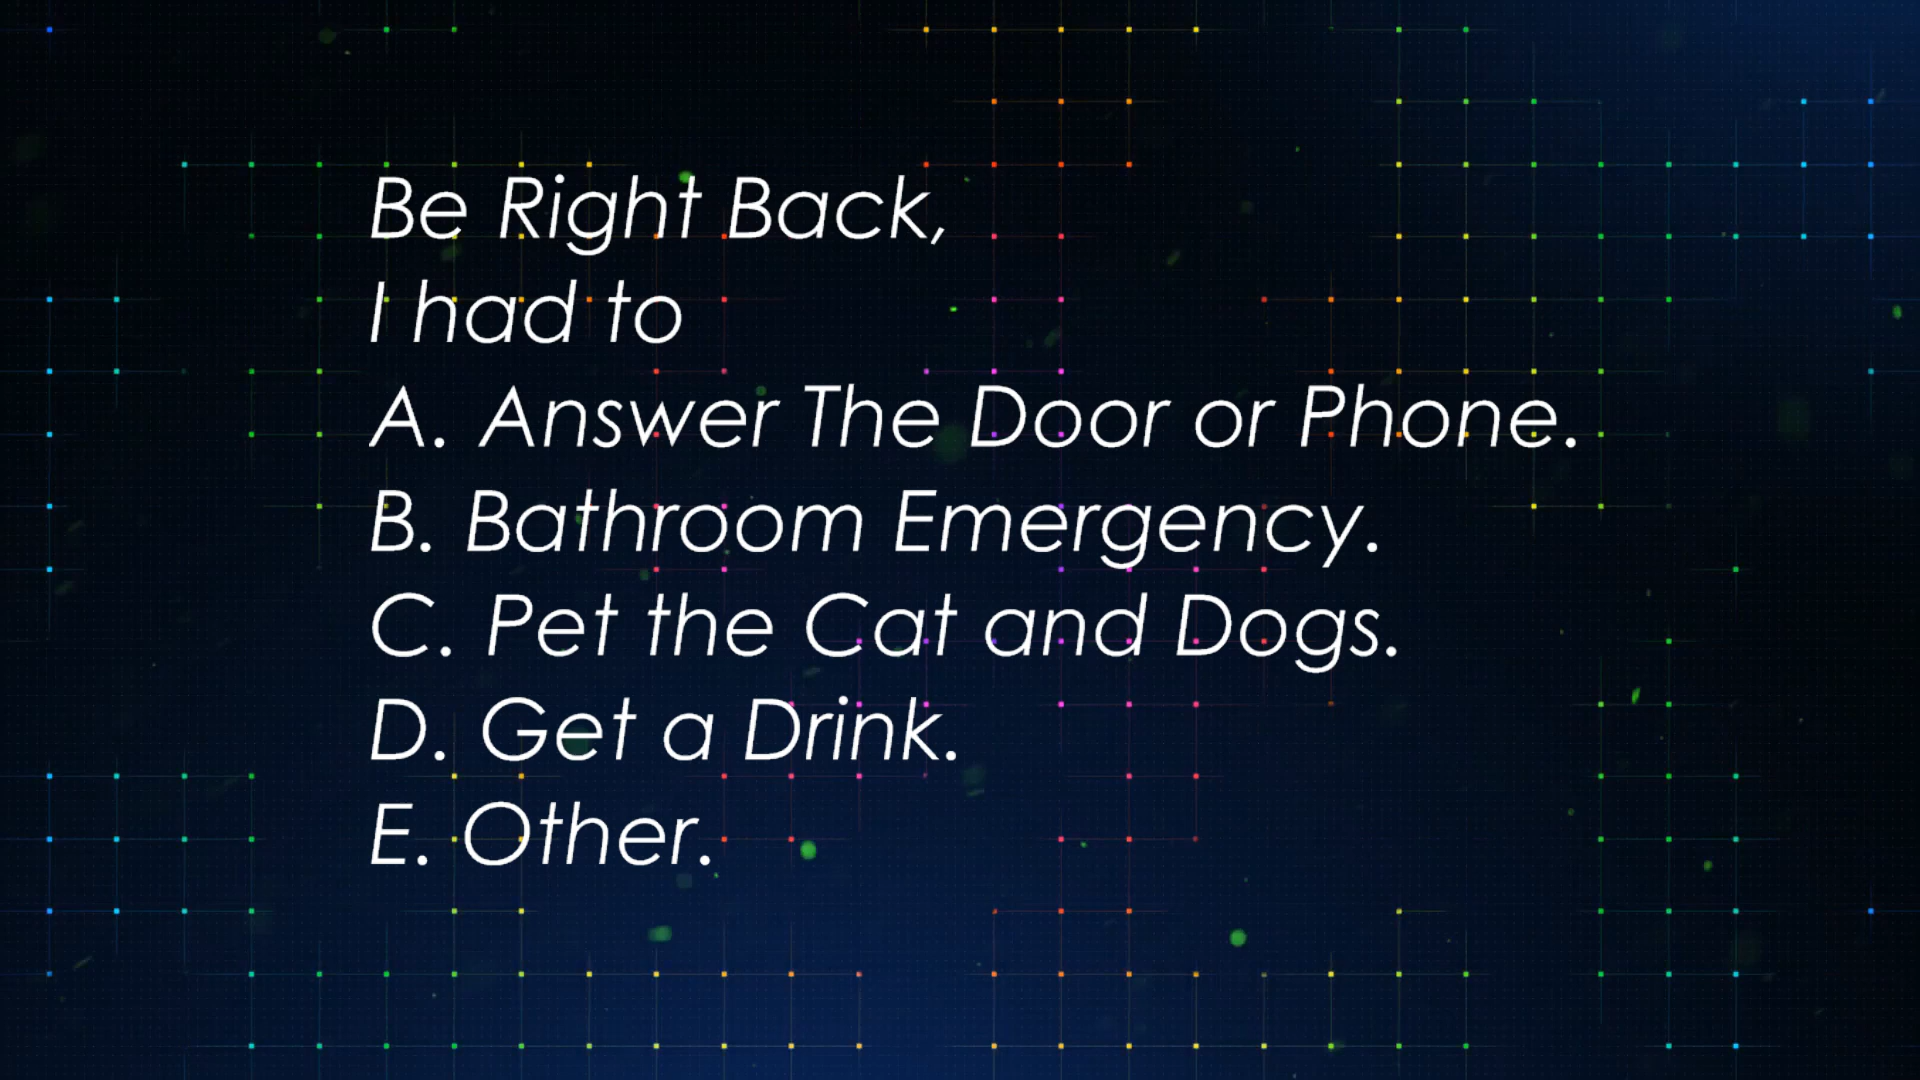 Be Right Back,
I had to
A. Answer The Door or Phone.
B. Bathroom Emergency.
C. Pet the Cat and Dogs.
D. Get a Drink.
E. Other.